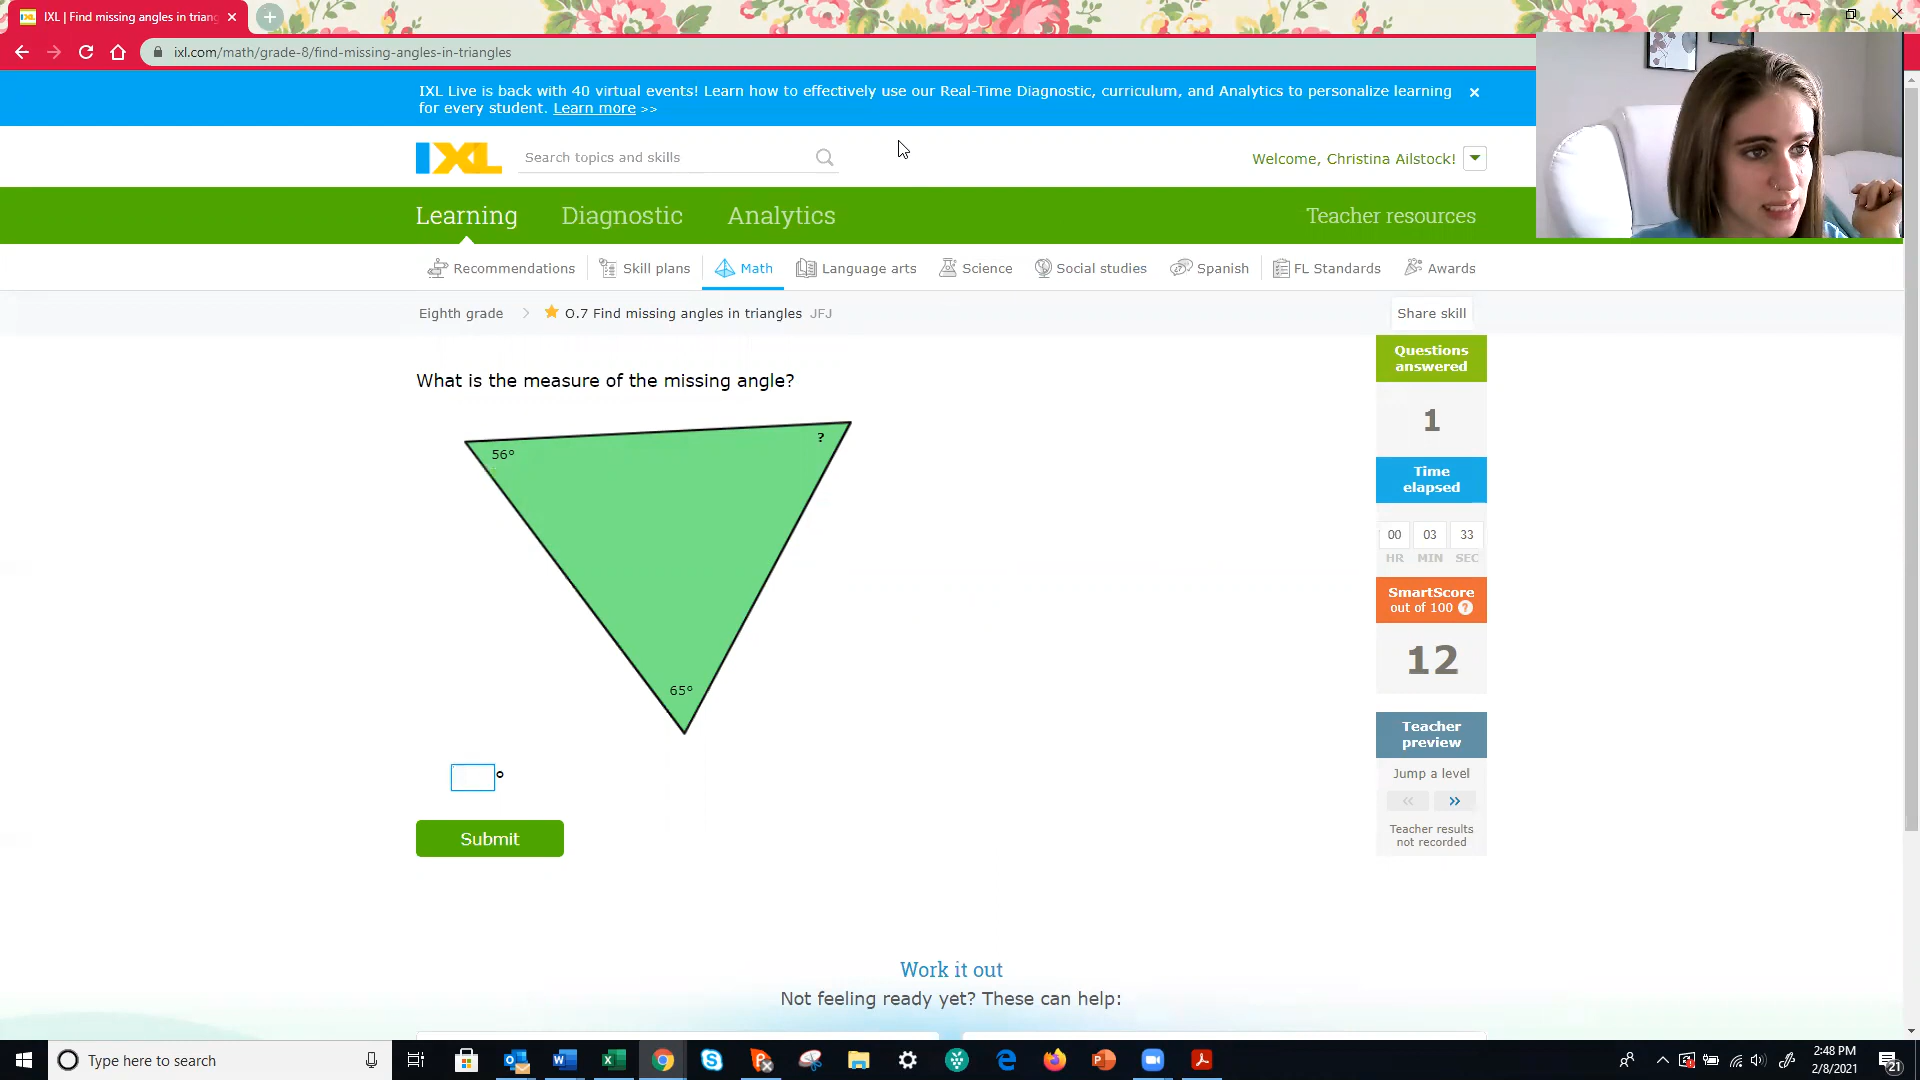 IXL | Find missing angles in triang
ixl.com/math/grade-8/find-missing-angles-in-triangles
IXL Live is back with 40 virtual events! Learn how to effectively use our Real-Time Diagnostic, curriculum, and Analytics to personalize learning
for every student. Learn more >>
IXL
Search topics and skills
Welcome, Christina Ailstock!
Learning
Diagnostic
Analytics
Teacher resources
Recommendations
Skill plans
Math
Language arts
Science
Social studies
Spanish
FL Standards
Awards
Eighth grade
O.7 Find missing angles in triangles JFJ
Share skill
Questions
answered
1
Time
elapsed
00 03 33
HR MIN SEC
SmartScore
out of 100 ?
12
Teacher
preview
Jump a level
<< >>
Teacher results
not recorded
What is the measure of the missing angle?
56°
?
65°
°
Submit
Work it out
Not feeling ready yet? These can help:
Type here to search
2:48 PM
2/8/2021
21